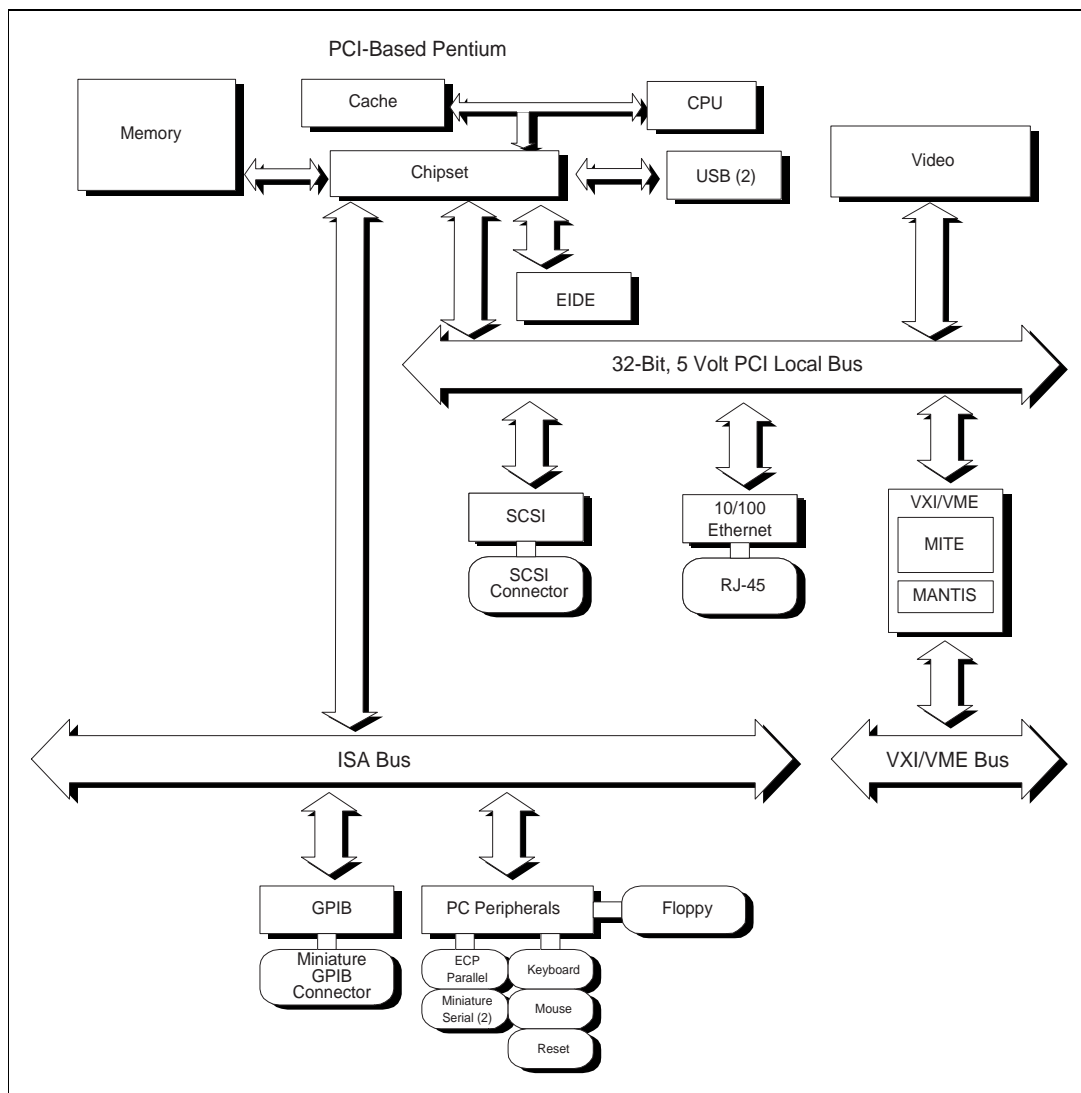 PCI-Based Pentium
Cache
CPU
Memory
Video
Chipset
USB (2)
EIDE
32-Bit, 5 Volt PCI Local Bus
SCSI
SCSI
Connector
10/100
Ethernet
RJ-45
VXI/VME
MITE
MANTIS
ISA Bus
VXI/VME Bus
GPIB
Miniature
GPIB
Connector
PC Peripherals
Floppy
ECP
Parallel
Miniature
Serial (2)
Keyboard
Mouse
Reset